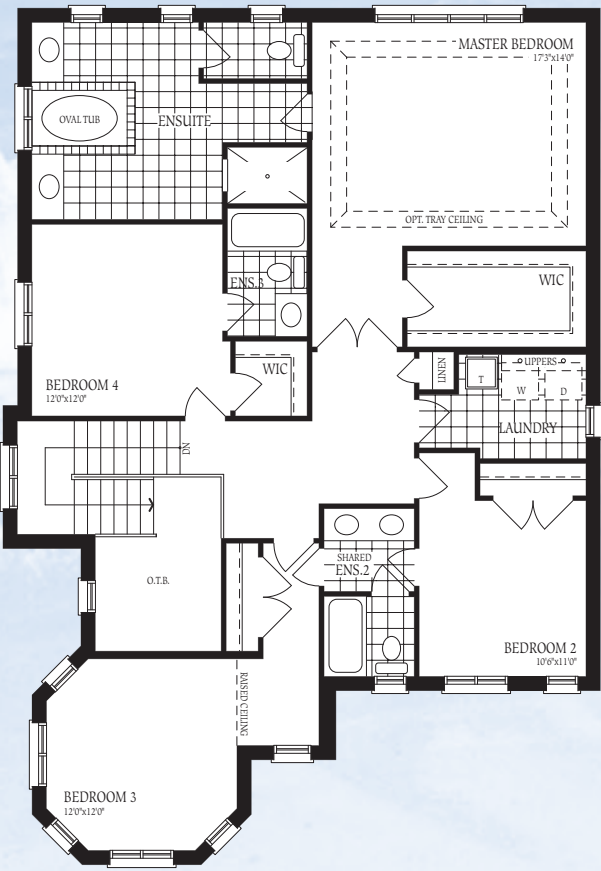 MASTER BEDROOM
17'3"x14'0"
OPT. TRAY CEILING
ENSUITE
OVAL TUB
ENS.3
WIC
BEDROOM 4
12'0"x12'0"
WIC
LINEN
UPPERS
T
W
D
LAUNDRY
DN
O.T.B.
SHARED
ENS.2
BEDROOM 2
10'6"x11'0"
RAISED CEILING
BEDROOM 3
12'0"x12'0"